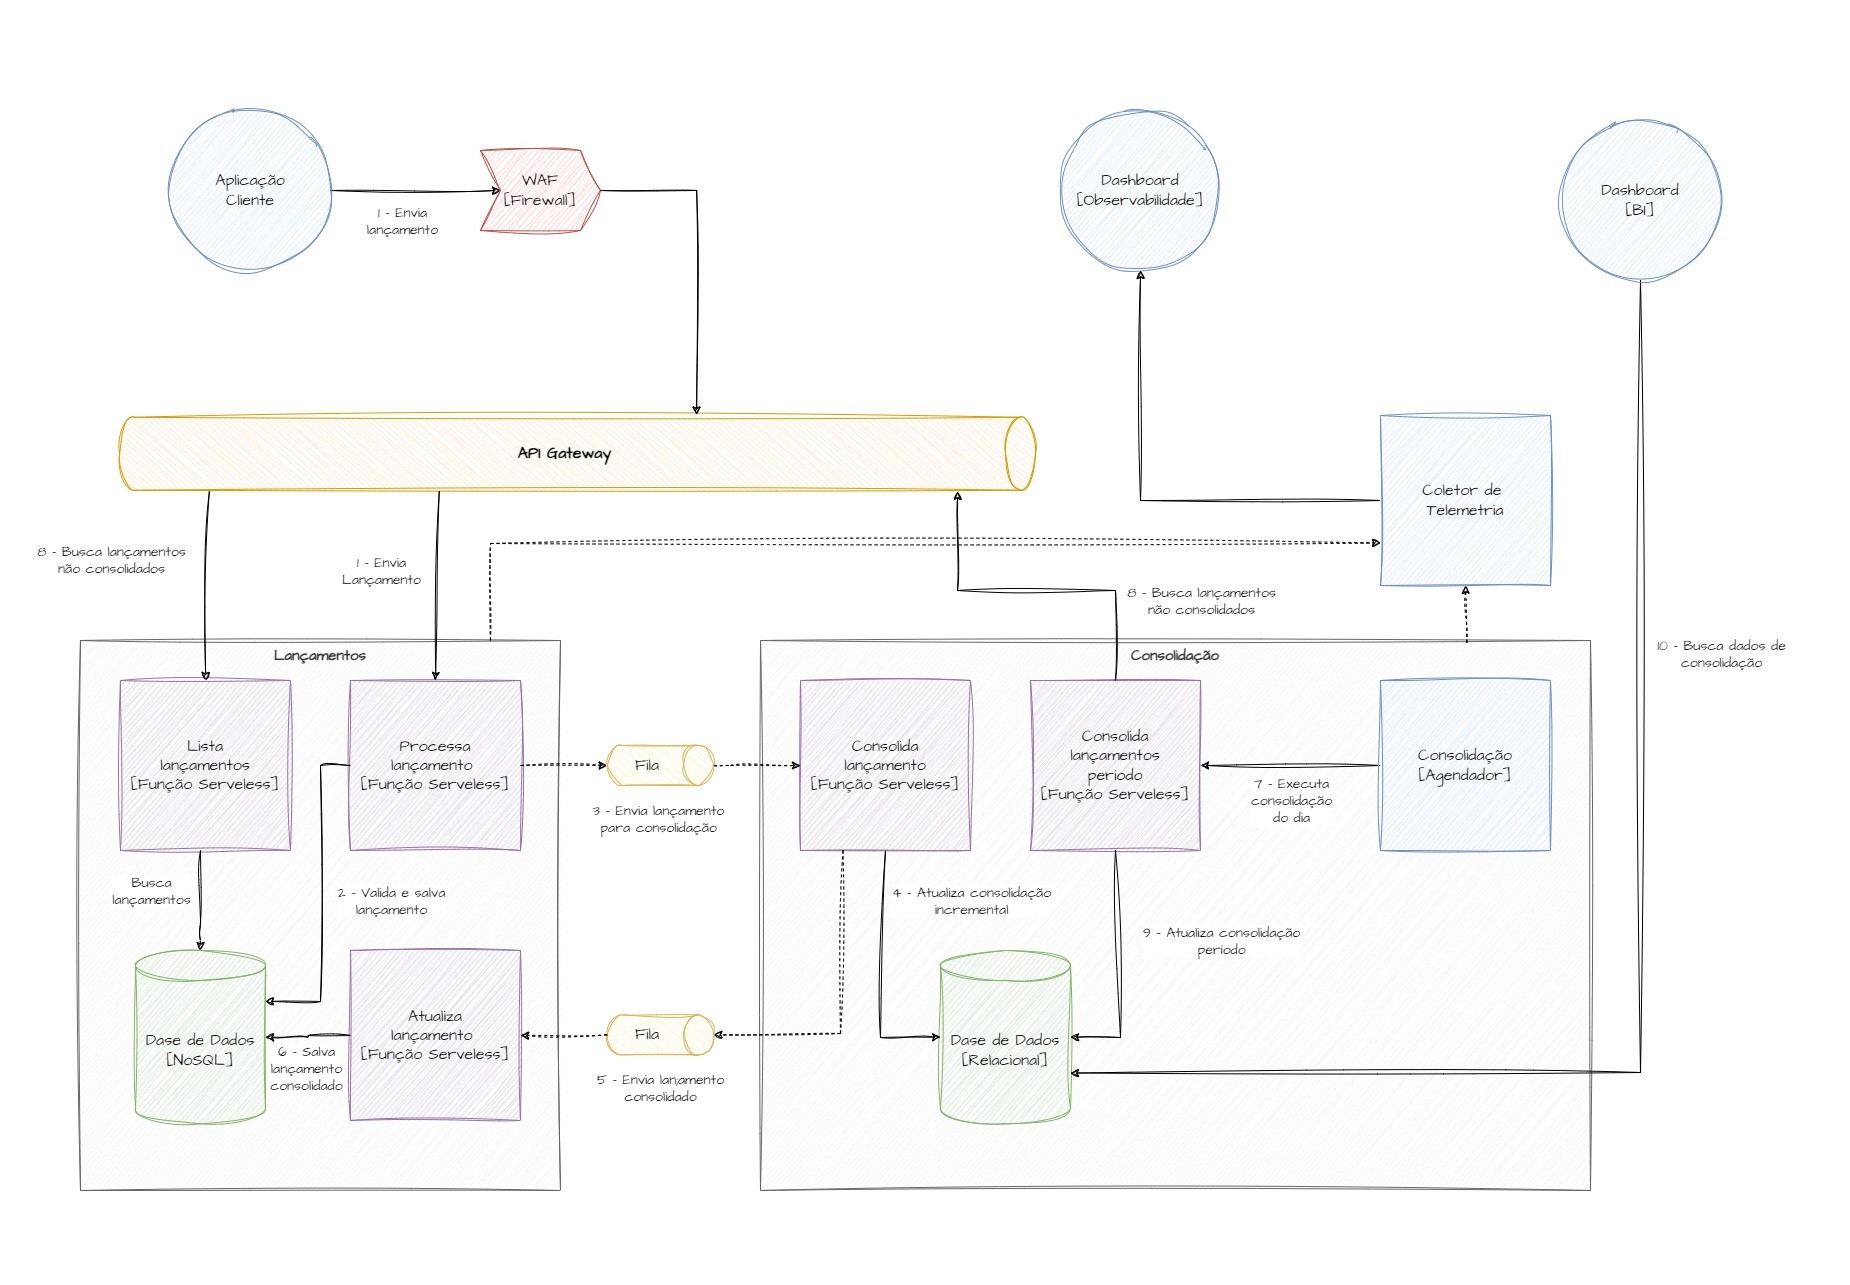 Aplicação
Cliente
1 - Envia
lançamento
WAF
[Firewall]
Dashboard
[Observabilidade]
Dashboard
[BI]
API Gateway
Coletor de
Telemetria
8 - Busca lançamentos
não consolidados
1 - Envia
Lançamento
8 - Busca lançamentos
não consolidados
10 - Busca dados de
consolidação
Lançamentos
Lista
lançamentos
[Função Serveless]
Processa
lançamento
[Função Serveless]
Fila
3 - Envia lançamento
para consolidação
Consolidação
Consolida
lançamento
[Função Serveless]
Consolida
lançamentos
periodo
[Função Serveless]
7 - Executa
consolidação
do dia
Consolidação
[Agendador]
Busca
lançamentos
2 - Valida e salva
lançamento
4 - Atualiza consolidação
incremental
9 - Atualiza consolidação
periodo
Dase de Dados
[NoSQL]
6 - Salva
lançamento
consolidado
Atualiza
lançamento
[Função Serveless]
Fila
5 - Envia lan,amento
consolidado
Dase de Dados
[Relacional]